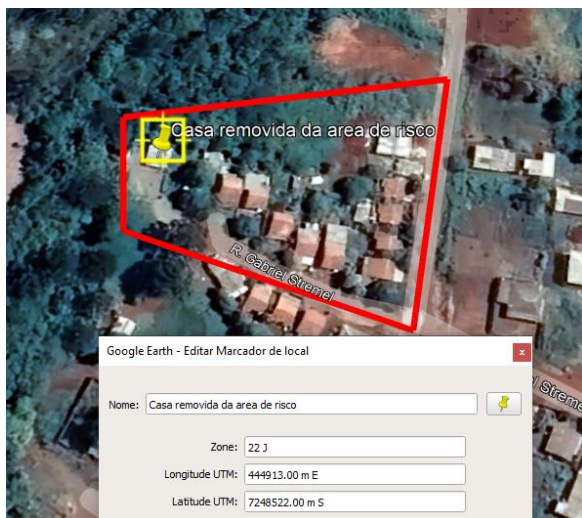 Casa removida da area de risco
R. Gabriel Stremel
Google Earth - Editar Marcador de local
x
l Stremel
Nome: Casa removida da area de risco
Zone: 22 J
Longitude UTM: 444913.00 m E
Latitude UTM: 7248522.00 m S